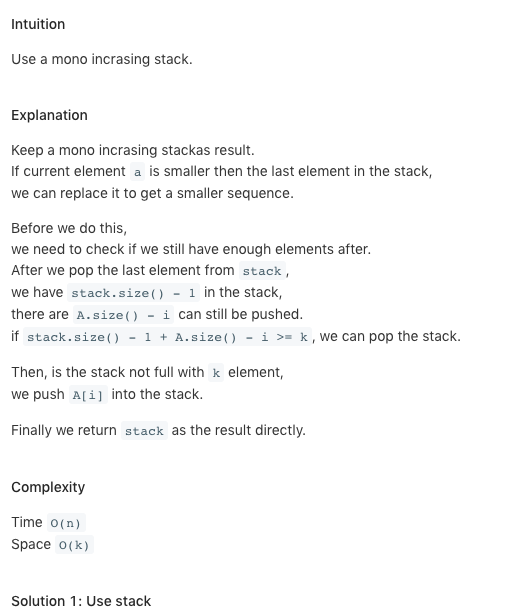 Intuition
Use a mono incrasing stack.
Explanation
Keep a mono incrasing stackas result.
If current element a is smaller then the last element in the stack,
we can replace it to get a smaller sequence.
Before we do this,
we need to check if we still have enough elements after.
After we pop the last element from stack,
we have stack.size() - 1 in the stack,
there are A.size() - i can still be pushed.
if stack.size() - 1 + A.size() - i >= k, we can pop the stack.
Then, is the stack not full with k element,
we push A[i] into the stack.
Finally we return stack as the result directly.
Complexity
Time O(n)
Space O(k)
Solution 1: Use stack